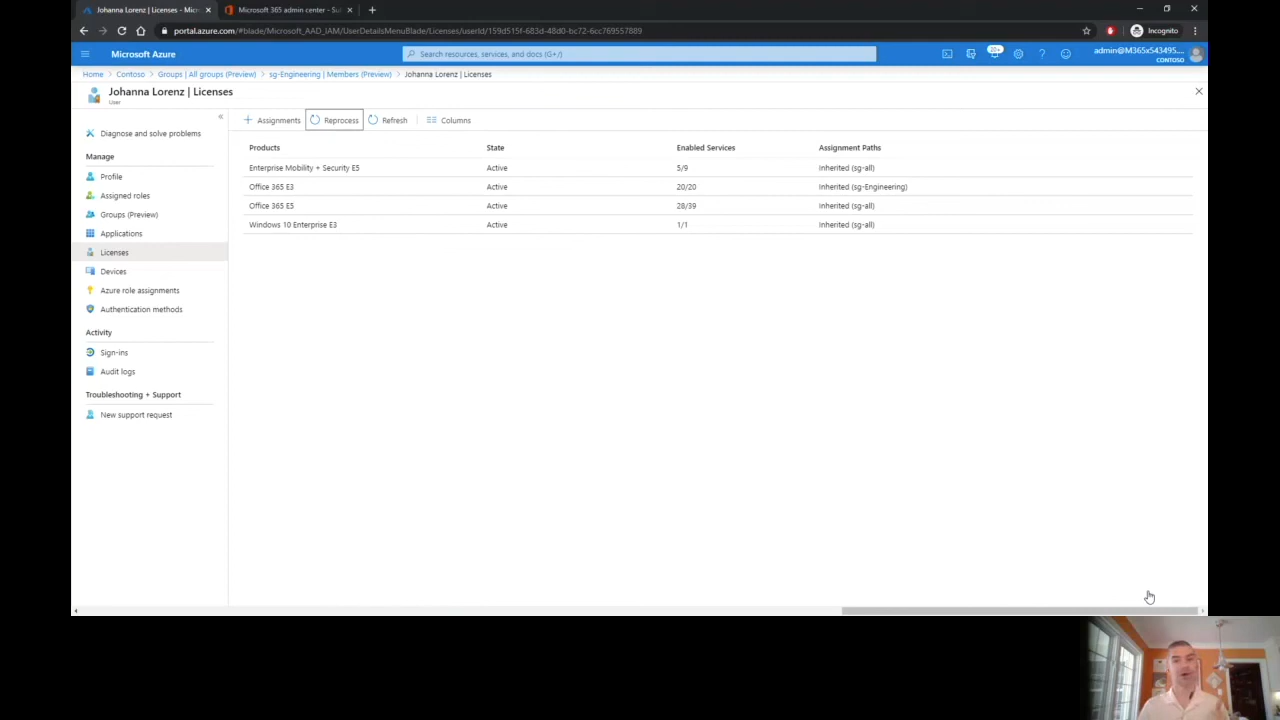 Johanna Lorenz | Licenses - Micr
Microsoft 365 admin center - Su
portal.azure.com/#blade/Microsoft_AAD_IAM/UserDetailsMenuBlade/Licenses/userId/159d515f-683d-48d0-bc72-6cc769557889
Incognito
Microsoft Azure
Search resources, services, and docs (G+/)
20+
admin@M365x543495....
CONTOSO
Home > Contoso > Groups | All groups (Preview) > sg-Engineering | Members (Preview) > Johanna Lorenz | Licenses
Johanna Lorenz | Licenses
User
Diagnose and solve problems
Manage
Profile
Assigned roles
Groups (Preview)
Applications
Licenses
Devices
Azure role assignments
Authentication methods
Activity
Sign-ins
Audit logs
Troubleshooting + Support
New support request
Assignments Reprocess Refresh Columns
Products State Enabled Services Assignment Paths
Enterprise Mobility + Security E5 Active 5/9 Inherited (sg-all)
Office 365 E3 Active 20/20 Inherited (sg-Engineering)
Office 365 E5 Active 28/39 Inherited (sg-all)
Windows 10 Enterprise E3 Active 1/1 Inherited (sg-all)